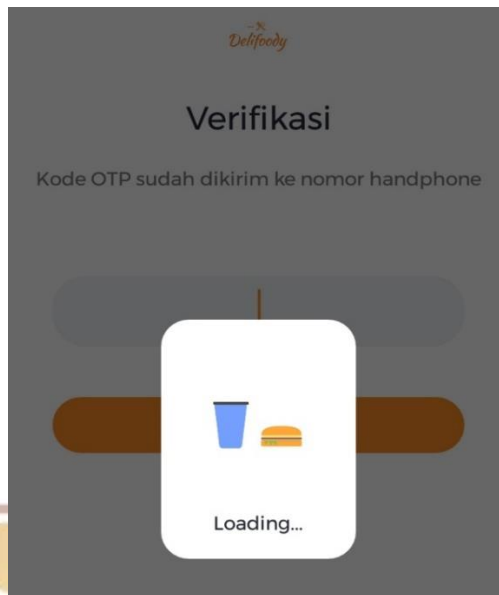 Delifoody
Verifikasi
Kode OTP sudah dikirim ke nomor handphone
Loading...